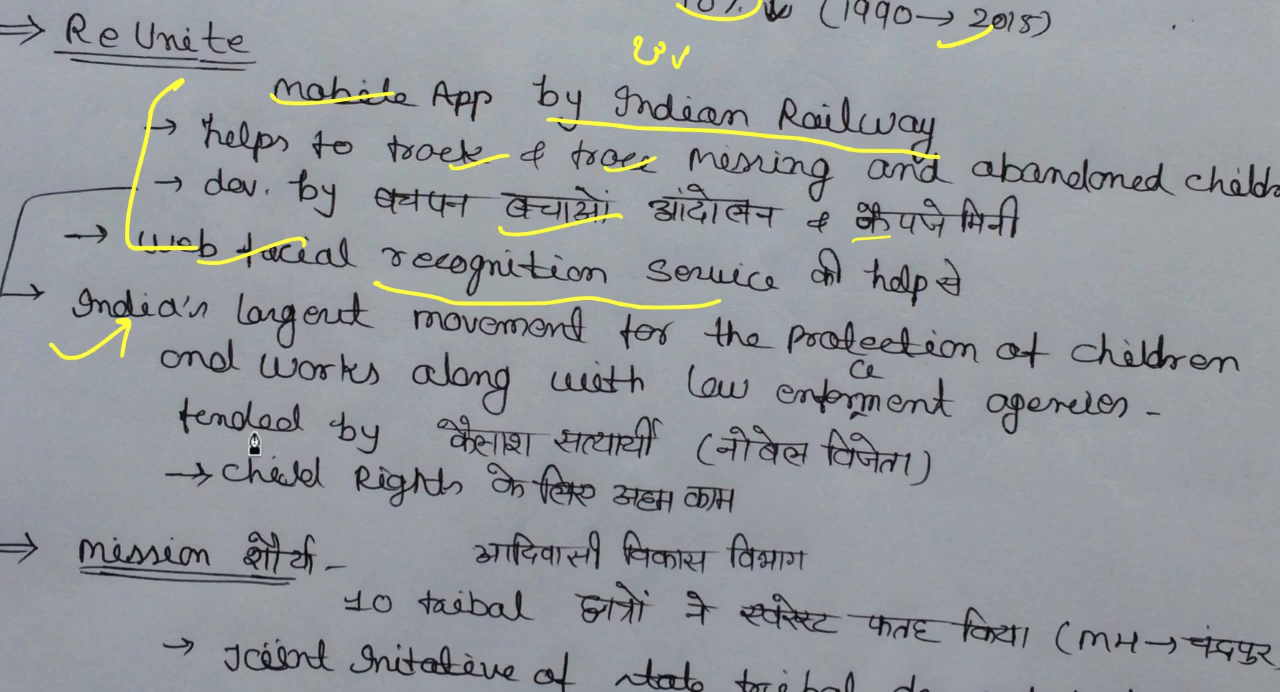 (1990→ 2015)
⇒ ReUnite
Mobile App by Indian Railway
→ helps to track & trace missing and abandoned
→ dev. by बचपन बचाओं आंदोलन & कैपजेमिनी
→ web facial recognition service की help से
→ India's largest movement for the protection of children
and works along with law enforcement agencies -
by कैलाश सत्यार्थी (नोबेल विजेता)
→ Child Rights के लिए अहम काम
⇒ Mission शौर्य - आदिवासी विकास विभाग
10 tribal छात्रों ने एवरेस्ट फतह किया (MH→ चंद्रपुर
→ Joint Initative of state tribal